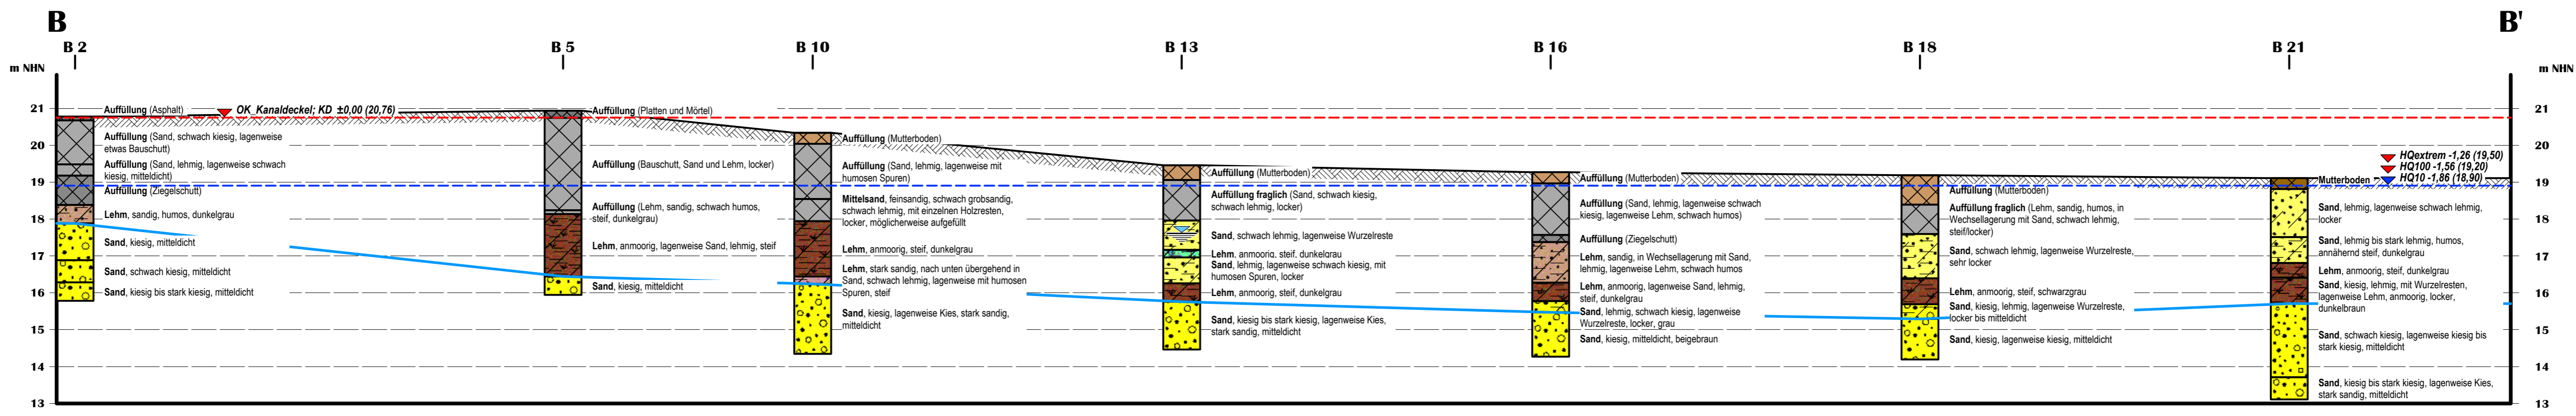 B
B'
B 2
B 5
B 10
B 13
B 16
B 18
B 21
m NHN
m NHN
21
20
19
18
17
16
15
14
13
Auffüllung (Asphalt)
OK_Kanaldeckel; KD ±0,00 (20,76)
Auffüllung (Sand, schwach kiesig, lagenweise
etwas Bauschutt)
Auffüllung (Sand, lehmig, lagenweise schwach
kiesig, mitteldicht)
Auffüllung (Ziegelschutt)
Lehm, sandig, humos, dunkelgrau
Sand, kiesig, mitteldicht
Sand, schwach kiesig, mitteldicht
Sand, kiesig bis stark kiesig, mitteldicht
Auffüllung (Platten und Mörtel)
Auffüllung (Bauschutt, Sand und Lehm, locker)
Auffüllung (Lehm, sandig, schwach humos,
steif, dunkelgrau)
Lehm, anmoorig, lagenweise Sand, lehmig, steif
Sand, kiesig, mitteldicht
Auffüllung (Mutterboden)
Auffüllung (Sand, lehmig, lagenweise mit
humosen Spuren)
Mittelsand, feinsandig, schwach grobsandig,
schwach lehmig, mit einzelnen Holzresten,
locker, möglicherweise aufgefüllt
Lehm, anmoorig, steif, dunkelgrau
Lehm, stark sandig, nach unten übergehend in
Sand, schwach lehmig, lagenweise mit humosen
Spuren, steif
Sand, kiesig, lagenweise Kies, stark sandig,
mitteldicht
Auffüllung (Mutterboden)
Auffüllung fraglich (Sand, schwach kiesig,
schwach lehmig, locker)
Sand, schwach lehmig, lagenweise Wurzelreste
Lehm, anmoorig, steif, dunkelgrau
Sand, lehmig, lagenweise schwach kiesig, mit
humosen Spuren, locker
Lehm, anmoorig, steif, dunkelgrau
Sand, kiesig bis stark kiesig, lagenweise Kies,
stark sandig, mitteldicht
Auffüllung (Mutterboden)
Auffüllung (Sand, lehmig, lagenweise schwach
kiesig, lagenweise Lehm, schwach humos)
Auffüllung (Ziegelschutt)
Lehm, sandig, in Wechsellagerung mit Sand,
lehmig, lagenweise Lehm, schwach humos
Lehm, anmoorig, lagenweise Sand, lehmig,
steif, dunkelgrau
Sand, lehmig, schwach kiesig, lagenweise
Wurzelreste, locker, grau
Sand, kiesig, mitteldicht, beigebraun
Auffüllung (Mutterboden)
Auffüllung fraglich (Lehm, sandig, humos, in
Wechsellagerung mit Sand, schwach lehmig,
steif/locker)
Sand, schwach lehmig, lagenweise Wurzelreste,
sehr locker
Lehm, anmoorig, steif, schwarzgrau
Sand, kiesig, lehmig, lagenweise Wurzelreste,
locker bis mitteldicht
Sand, kiesig, lagenweise kiesig, mitteldicht
HQextrem -1,26 (19,50)
HQ100 -1,56 (19,20)
HQ10 -1,86 (18,90)
Mutterboden
Sand, lehmig, lagenweise schwach lehmig,
locker
Sand, lehmig bis stark lehmig, humos,
annähernd steif, dunkelgrau
Lehm, anmoorig, steif, dunkelgrau
Sand, kiesig, lehmig, mit Wurzelresten,
lagenweise Lehm, anmoorig, locker,
dunkelbraun
Sand, schwach kiesig, lagenweise kiesig bis
stark kiesig, mitteldicht
Sand, kiesig bis stark kiesig, lagenweise Kies,
stark sandig, mitteldicht
21
20
19
18
17
16
15
14
13